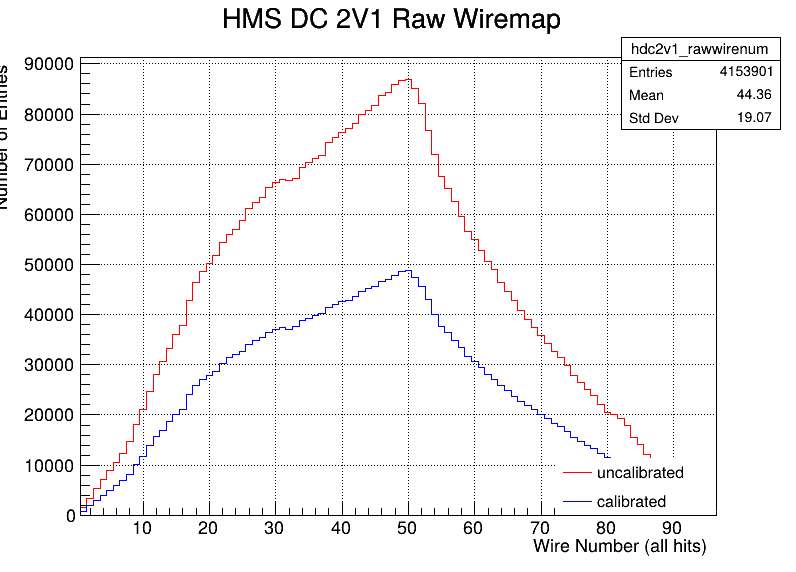 HMS DC 2V1 Raw Wiremap
hdc2v1_rawwirenum
Entries 4153901
Mean 44.36
Std Dev 19.07
Number of Entries
90000
80000
70000
60000
50000
40000
30000
20000
10000
0
10 20 30 40 50 60 70 80 90
Wire Number (all hits)
uncalibrated
calibrated